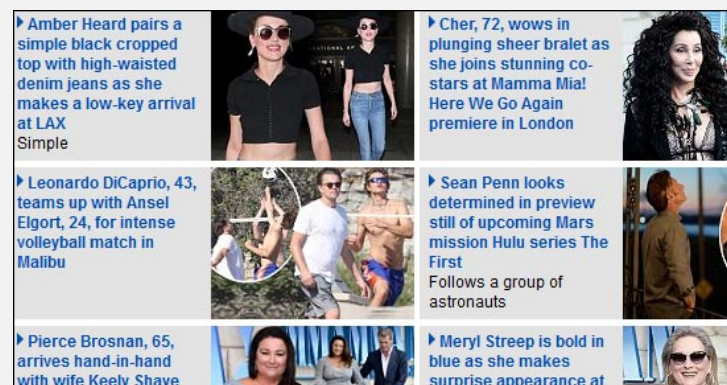 Amber Heard pairs a
simple black cropped
top with high-waisted
denim jeans as she
makes a low-key arrival
at LAX
Simple
Cher, 72, wows in
plunging sheer bralet as
she joins stunning co-
stars at Mamma Mia!
Here We Go Again
premiere in London
Leonardo DiCaprio, 43,
teams up with Ansel
Elgort, 24, for intense
volleyball match in
Malibu
Sean Penn looks
determined in preview
still of upcoming Mars
mission Hulu series The
First
Follows a group of
astronauts
Pierce Brosnan, 65,
arrives hand-in-hand
with wife Keely Shaye
Meryl Streep is bold in
blue as she makes
surprise appearance at